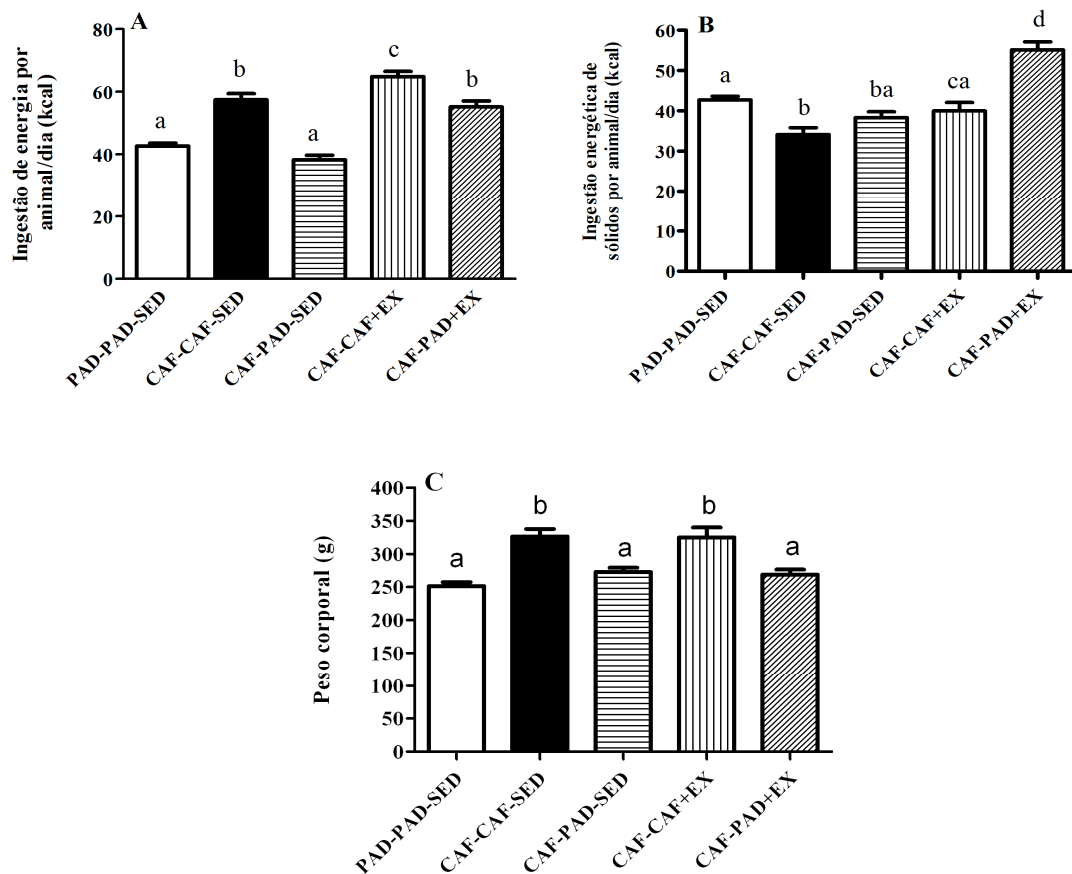 A
Ingestão de energia por
animal/dia (kcal)
80
60
40
20
0
a
b
a
c
b
PAD-PAD-SED
CAF-CAF-SED
CAF-PAD-SED
CAF-CAF+EX
CAF-PAD+EX
B
Ingestão energética de
sólidos por animal/dia (kcal)
60
50
40
30
20
10
0
a
b
ba
ca
d
PAD-PAD-SED
CAF-CAF-SED
CAF-PAD-SED
CAF-CAF+EX
CAF-PAD+EX
C
Peso corporal (g)
400
350
300
250
200
150
100
50
0
a
b
a
b
a
PAD-PAD-SED
CAF-CAF-SED
CAF-PAD-SED
CAF-CAF+EX
CAF-PAD+EX